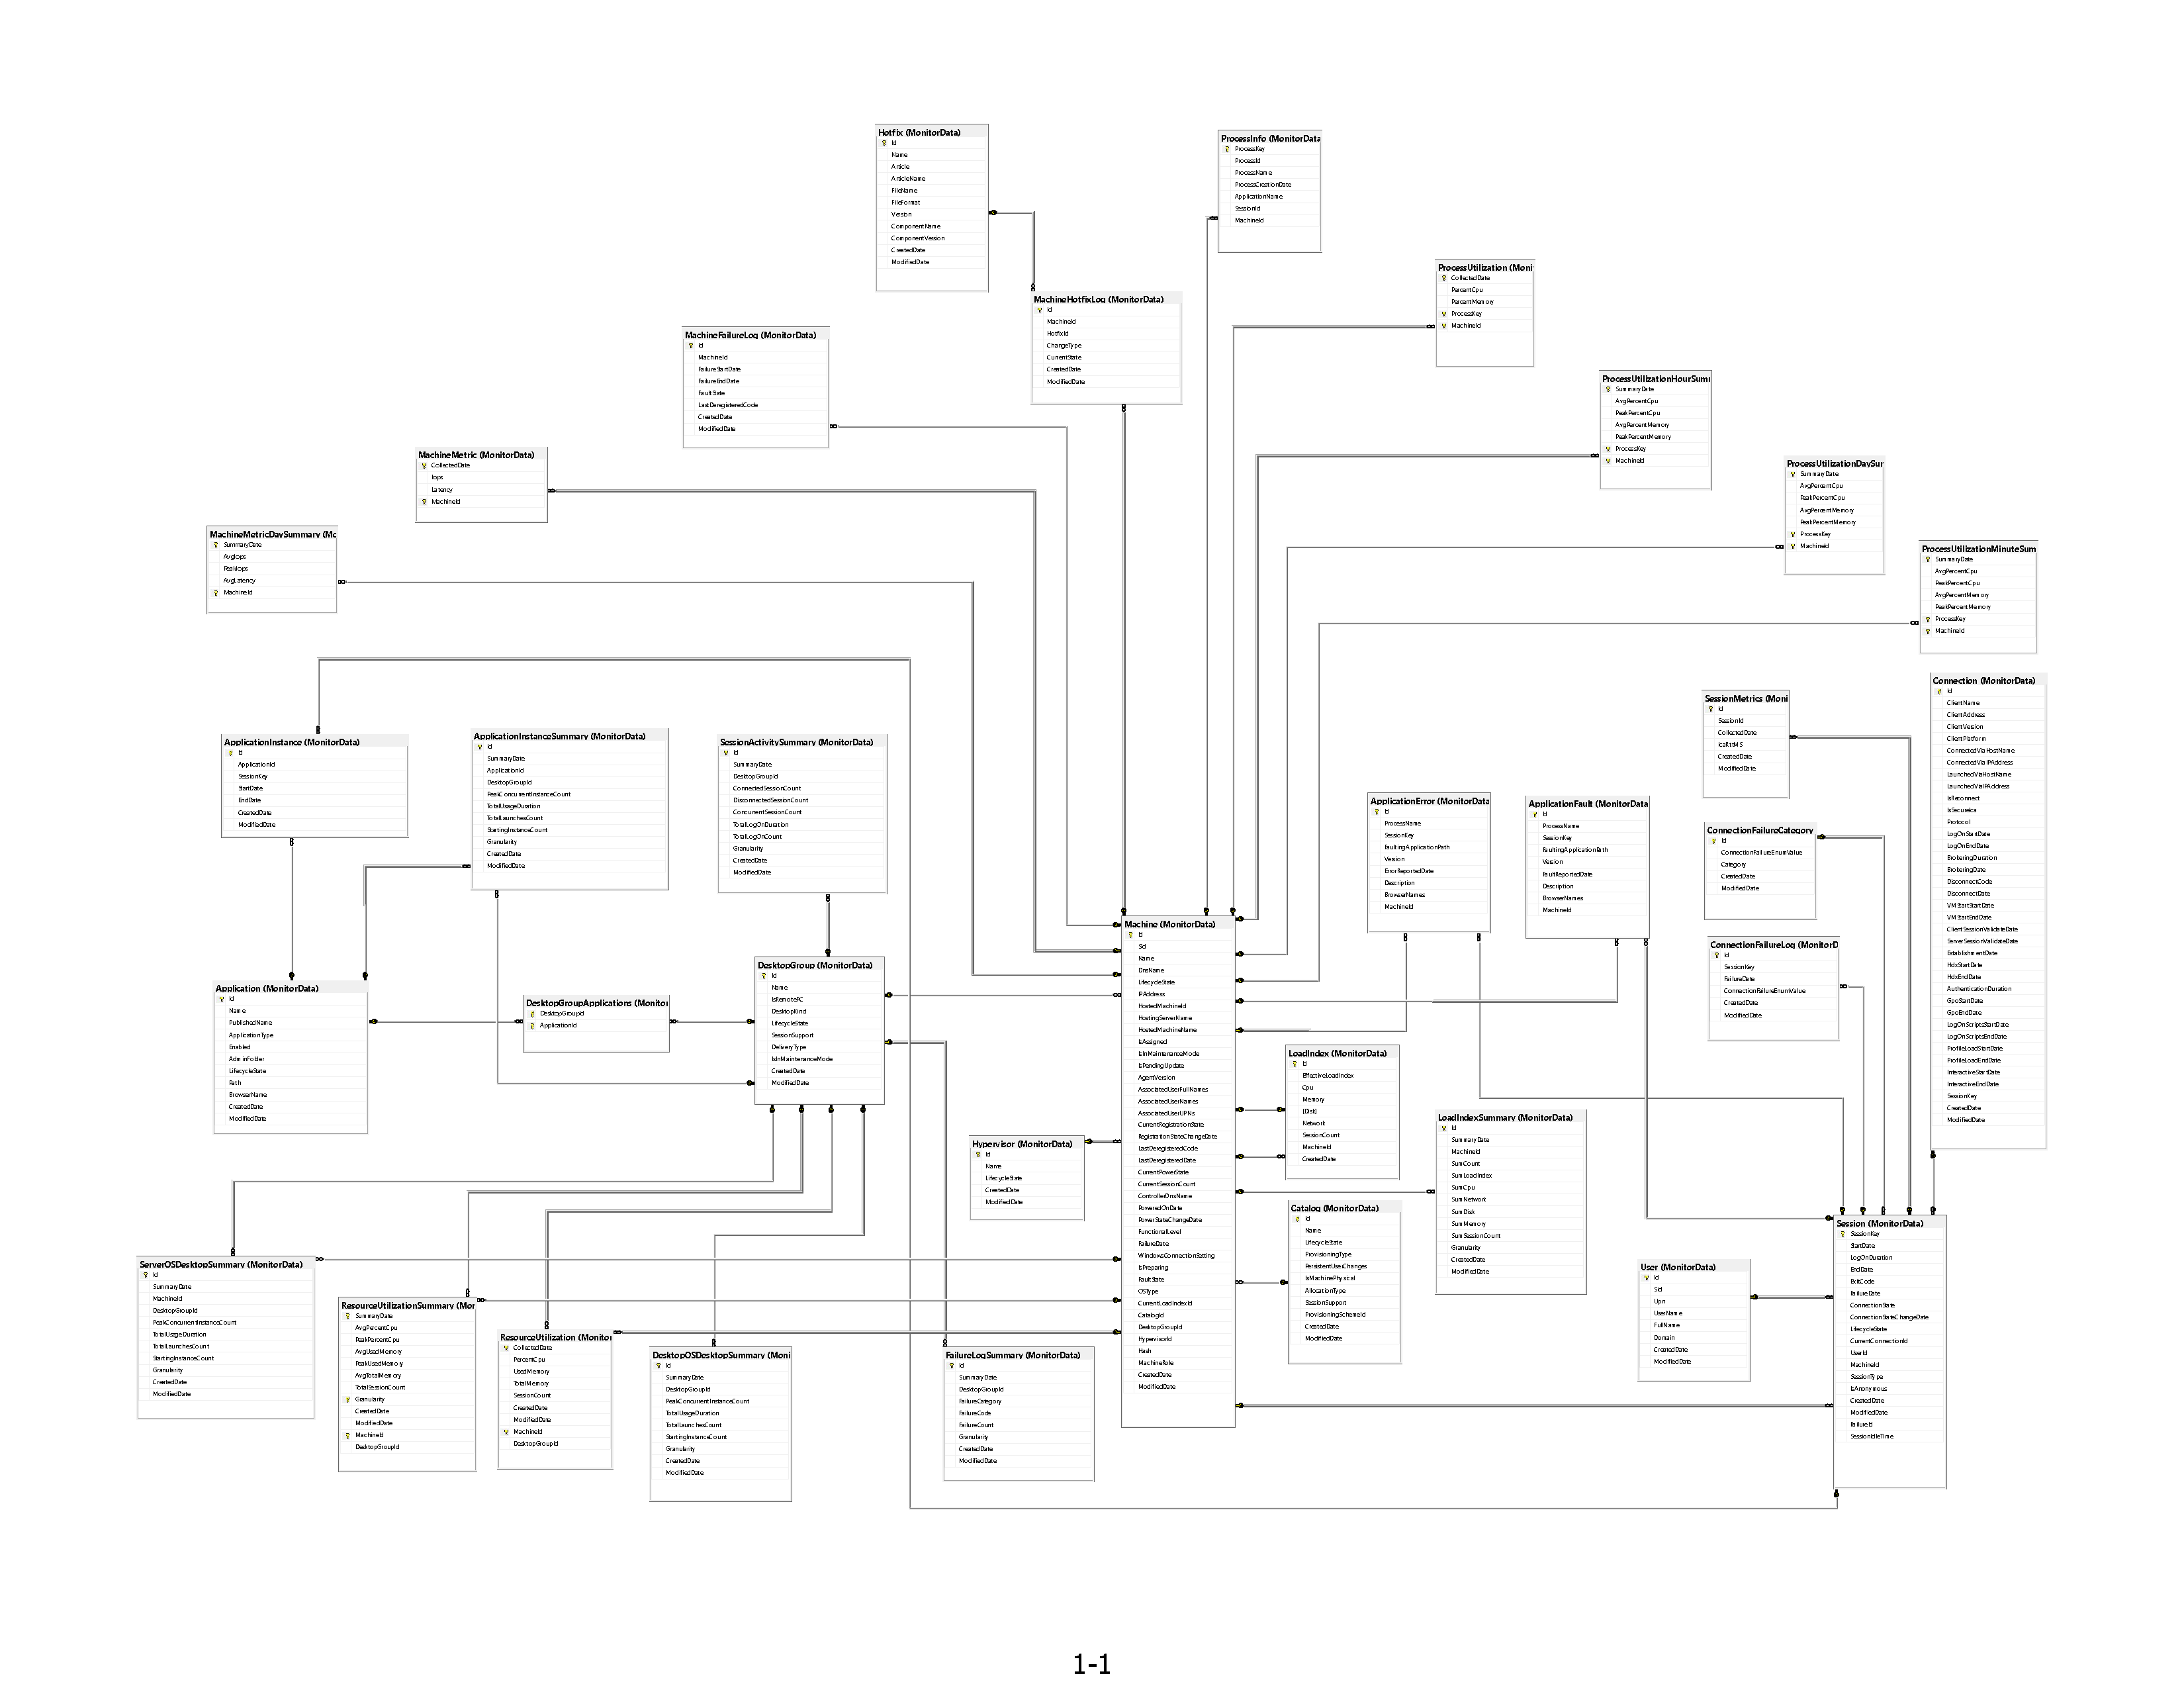 Hotfix (MonitorData)
Id
Name
Article
ArticleName
FileName
FileFormat
Version
ComponentName
ComponentVersion
CreatedDate
ModifiedDate
ProcessInfo (MonitorData
ProcessKey
ProcessId
ProcessName
ProcessCreationDate
ApplicationName
SessionId
MachineId
ProcessUtilization (Moni
CollectedDate
PercentCpu
PercentMemory
ProcessKey
MachineId
MachineHotfixLog (MonitorData)
Id
MachineId
HotfixId
ChangeType
CurrentState
CreatedDate
ModifiedDate
MachineFailureLog (MonitorData)
Id
MachineId
FailureStartDate
FailureEndDate
FaultState
LastDeregisteredCode
CreatedDate
ModifiedDate
ProcessUtilizationHourSum
SummaryDate
AvgPercentCpu
PeakPercentCpu
AvgPercentMemory
PeakPercentMemory
ProcessKey
MachineId
MachineMetric (MonitorData)
CollectedDate
Iops
Latency
MachineId
ProcessUtilizationDaySur
SummaryDate
AvgPercentCpu
PeakPercentCpu
AvgPercentMemory
PeakPercentMemory
ProcessKey
MachineId
MachineMetricDaySummary (Mo
SummaryDate
AvgIops
PeakIops
AvgLatency
MachineId
ProcessUtilizationMinuteSum
SummaryDate
AvgPercentCpu
PeakPercentCpu
AvgPercentMemory
PeakPercentMemory
ProcessKey
MachineId
Connection (MonitorData)
Id
ClientName
ClientAddress
ClientVersion
ClientPlatform
ConnectedViaHostName
ConnectedViaIPAddress
LaunchedViaHostName
LaunchedViaIPAddress
IsReconnect
IsSecureIca
Protocol
LogOnStartDate
LogOnEndDate
BrokeringDuration
BrokeringDate
DisconnectCode
DisconnectDate
VMStartStartDate
VMStartEndDate
ClientSessionValidateDate
ServerSessionValidateDate
EstablishmentDate
HdxStartDate
HdxEndDate
AuthenticationDuration
GpoStartDate
GpoEndDate
LogOnScriptsStartDate
LogOnScriptsEndDate
ProfileLoadStartDate
ProfileLoadEndDate
InteractiveStartDate
InteractiveEndDate
SessionKey
CreatedDate
ModifiedDate
SessionMetrics (Moni
Id
SessionId
CollectedDate
IcaRttMS
CreatedDate
ModifiedDate
ApplicationInstance (MonitorData)
Id
ApplicationId
SessionKey
StartDate
EndDate
CreatedDate
ModifiedDate
ApplicationInstanceSummary (MonitorData)
Id
SummaryDate
ApplicationId
DesktopGroupId
PeakConcurrentInstanceCount
TotalUsageDuration
TotalLaunchesCount
StartingInstanceCount
Granularity
CreatedDate
ModifiedDate
SessionActivitySummary (MonitorData)
Id
SummaryDate
DesktopGroupId
ConnectedSessionCount
DisconnectedSessionCount
ConcurrentSessionCount
TotalLogOnDuration
TotalLogOnCount
Granularity
CreatedDate
ModifiedDate
ApplicationError (MonitorData
Id
ProcessName
SessionKey
FaultingApplicationPath
Version
ErrorReportedDate
Description
BrowserNames
MachineId
ApplicationFault (MonitorData
Id
ProcessName
SessionKey
FaultingApplicationPath
Version
FaultReportedDate
Description
BrowserNames
MachineId
ConnectionFailureCategory
Id
ConnectionFailureEnumValue
Category
CreatedDate
ModifiedDate
ConnectionFailureLog (MonitorD
Id
SessionKey
FailureDate
ConnectionFailureEnumValue
CreatedDate
ModifiedDate
Machine (MonitorData)
Id
Sid
Name
DnsName
LifecycleState
IPAddress
HostedMachineId
HostingServerName
HostedMachineName
IsAssigned
IsInMaintenanceMode
IsPendingUpdate
AgentVersion
AssociatedUserFullNames
AssociatedUserNames
AssociatedUserUPNs
CurrentRegistrationState
RegistrationStateChangeDate
LastDeregisteredCode
LastDeregisteredDate
CurrentPowerState
CurrentSessionCount
ControllerDnsName
PoweredOnDate
PowerStateChangeDate
FunctionalLevel
FailureDate
WindowsConnectionSetting
IsPreparing
FaultState
OSType
CurrentLoadIndexId
CatalogId
DesktopGroupId
HypervisorId
Hash
MachineRole
CreatedDate
ModifiedDate
DesktopGroup (MonitorData)
Id
Name
IsRemotePC
DesktopKind
LifecycleState
SessionSupport
DeliveryType
IsInMaintenanceMode
CreatedDate
ModifiedDate
Application (MonitorData)
Id
Name
PublishedName
ApplicationType
Enabled
AdminFolder
LifecycleState
Path
BrowserName
CreatedDate
ModifiedDate
DesktopGroupApplications (Monitor
DesktopGroupId
ApplicationId
LoadIndex (MonitorData)
Id
EffectiveLoadIndex
Cpu
Memory
[Disk]
Network
SessionCount
MachineId
CreatedDate
LoadIndexSummary (MonitorData)
Id
SummaryDate
MachineId
SumCount
SumLoadIndex
SumCpu
SumNetwork
SumDisk
SumMemory
SumSessionCount
Granularity
CreatedDate
ModifiedDate
Hypervisor (MonitorData)
Id
Name
LifecycleState
CreatedDate
ModifiedDate
Catalog (MonitorData)
Id
Name
LifecycleState
ProvisioningType
PersistentUserChanges
IsMachinePhysical
AllocationType
SessionSupport
ProvisioningSchemeId
CreatedDate
ModifiedDate
Session (MonitorData)
SessionKey
StartDate
LogOnDuration
EndDate
ExitCode
FailureDate
ConnectionState
ConnectionStateChangeDate
LifecycleState
CurrentConnectionId
UserId
MachineId
SessionType
IsAnonymous
CreatedDate
ModifiedDate
FailureId
SessionIdleTime
User (MonitorData)
Id
Sid
Upn
UserName
FullName
Domain
CreatedDate
ModifiedDate
ServerOSDesktopSummary (MonitorData)
Id
SummaryDate
MachineId
DesktopGroupId
PeakConcurrentInstanceCount
TotalUsageDuration
TotalLaunchesCount
StartingInstanceCount
Granularity
CreatedDate
ModifiedDate
ResourceUtilizationSummary (Mor
SummaryDate
AvgPercentCpu
PeakPercentCpu
AvgUsedMemory
PeakUsedMemory
AvgTotalMemory
TotalSessionCount
Granularity
CreatedDate
ModifiedDate
MachineId
DesktopGroupId
ResourceUtilization (Monitor
CollectedDate
PercentCpu
UsedMemory
TotalMemory
SessionCount
CreatedDate
ModifiedDate
MachineId
DesktopGroupId
DesktopOSDesktopSummary (Moni
Id
SummaryDate
DesktopGroupId
PeakConcurrentInstanceCount
TotalUsageDuration
TotalLaunchesCount
StartingInstanceCount
Granularity
CreatedDate
ModifiedDate
FailureLogSummary (MonitorData)
Id
SummaryDate
DesktopGroupId
FailureCategory
FailureCode
FailureCount
Granularity
CreatedDate
ModifiedDate
1-1